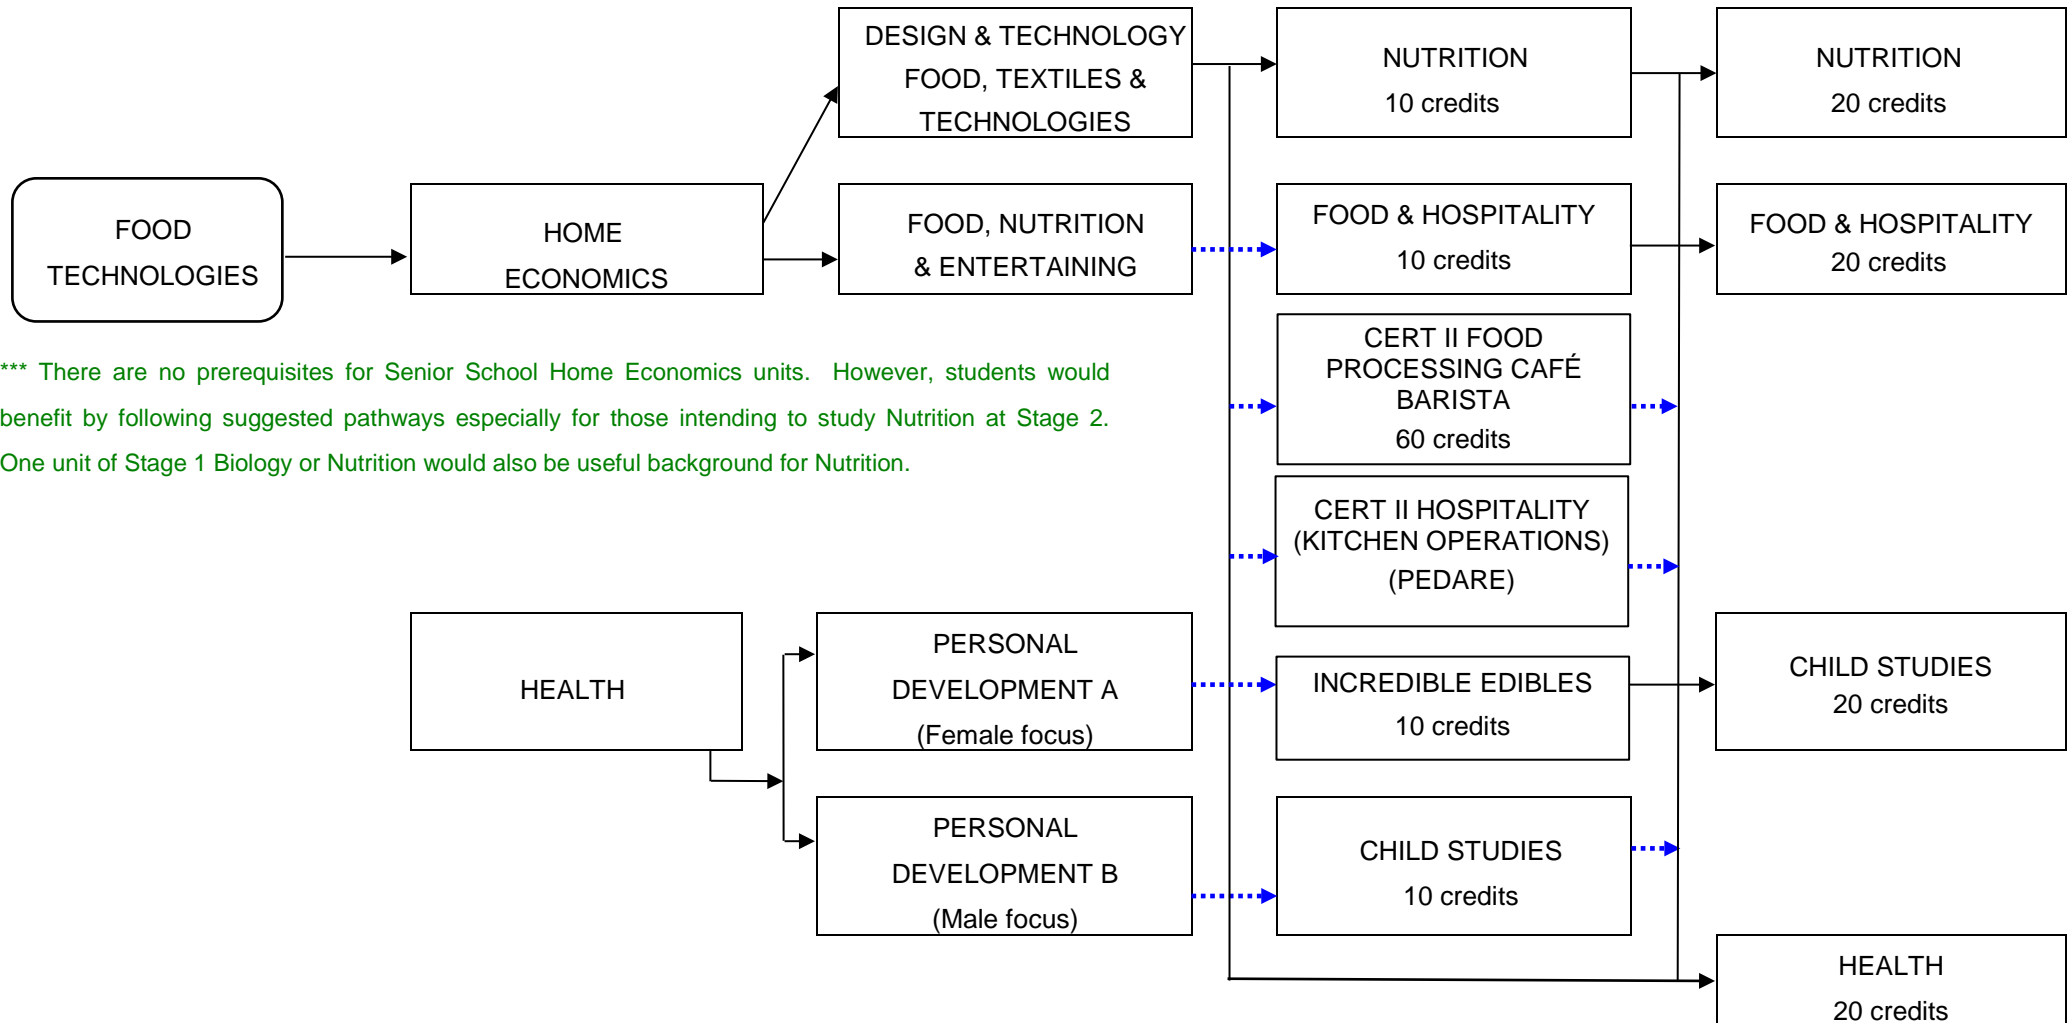 DESIGN & TECHNOLOGY
FOOD, TEXTILES &
TECHNOLOGIES
NUTRITION
10 credits
NUTRITION
20 credits
FOOD
TECHNOLOGIES
HOME
ECONOMICS
FOOD, NUTRITION
& ENTERTAINING
FOOD & HOSPITALITY
10 credits
FOOD & HOSPITALITY
20 credits
*** There are no prerequisites for Senior School Home Economics units. However, students would
benefit by following suggested pathways especially for those intending to study Nutrition at Stage 2.
One unit of Stage 1 Biology or Nutrition would also be useful background for Nutrition.
CERT II FOOD
PROCESSING CAFÉ
BARISTA
60 credits
CERT II HOSPITALITY
(KITCHEN OPERATIONS)
(PEDARE)
HEALTH
PERSONAL
DEVELOPMENT A
(Female focus)
INCREDIBLE EDIBLES
10 credits
CHILD STUDIES
20 credits
PERSONAL
DEVELOPMENT B
(Male focus)
CHILD STUDIES
10 credits
HEALTH
20 credits